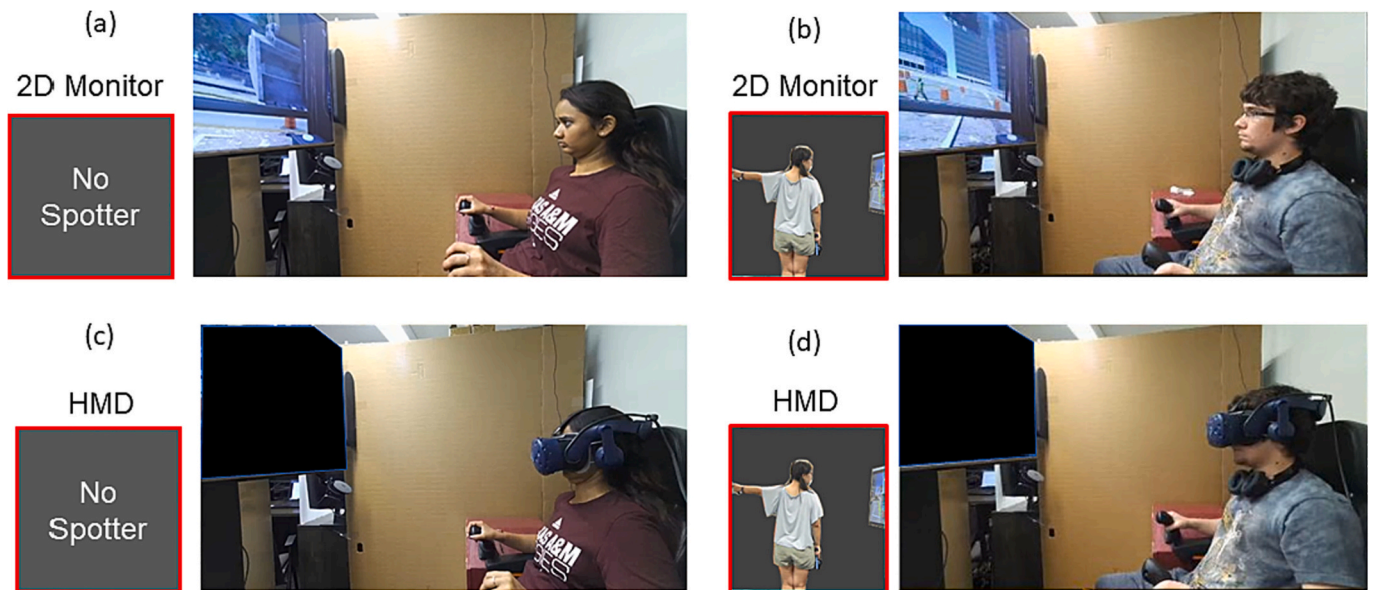 (a)
2D Monitor
No
Spotter
A&M
(b)
2D Monitor
(c)
HMD
No
Spotter
A&M
(d)
HMD